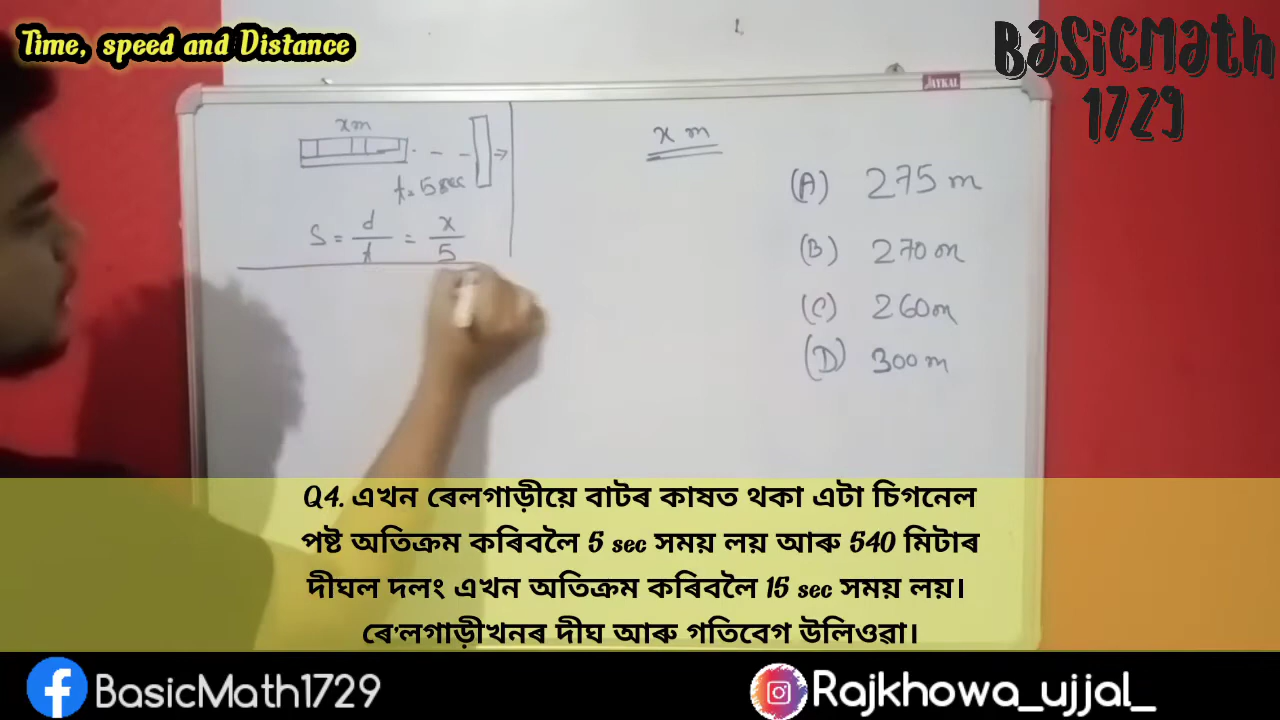 Time, speed and Distance
BasicMath
1729
JAYKAL
x m
x m
t = 5 sec
S = d/t = x/5
(A) 275 m
(B) 270 m
(C) 260 m
(D) 300 m
Q4. এখন ৰেলগাড়ীয়ে বাটৰ কাষত থকা এটা চিগনেল
পষ্ট অতিক্ৰম কৰিবলৈ 5 sec সময় লয় আৰু 540 মিটাৰ
দীঘল দলং এখন অতিক্ৰম কৰিবলৈ 15 sec সময় লয়।
ৰে'লগাড়ীখনৰ দীঘ আৰু গতিবেগ উলিওৱা।
BasicMath1729
Rajkhowa_ujjal_